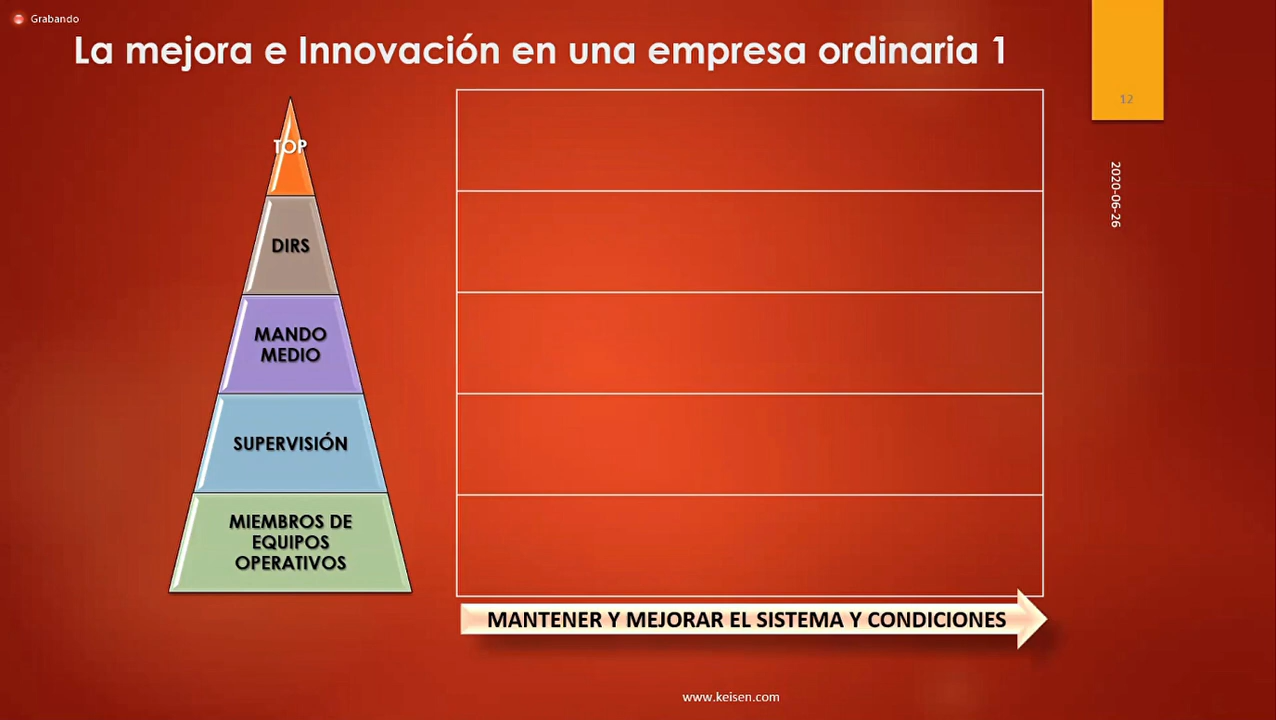 Grabando
La mejora e Innovación en una empresa ordinaria 1
12
2020-06-26
TOP
DIRS
MANDO
MEDIO
SUPERVISIÓN
MIEMBROS DE
EQUIPOS
OPERATIVOS
MANTENER Y MEJORAR EL SISTEMA Y CONDICIONES
www.keisen.com